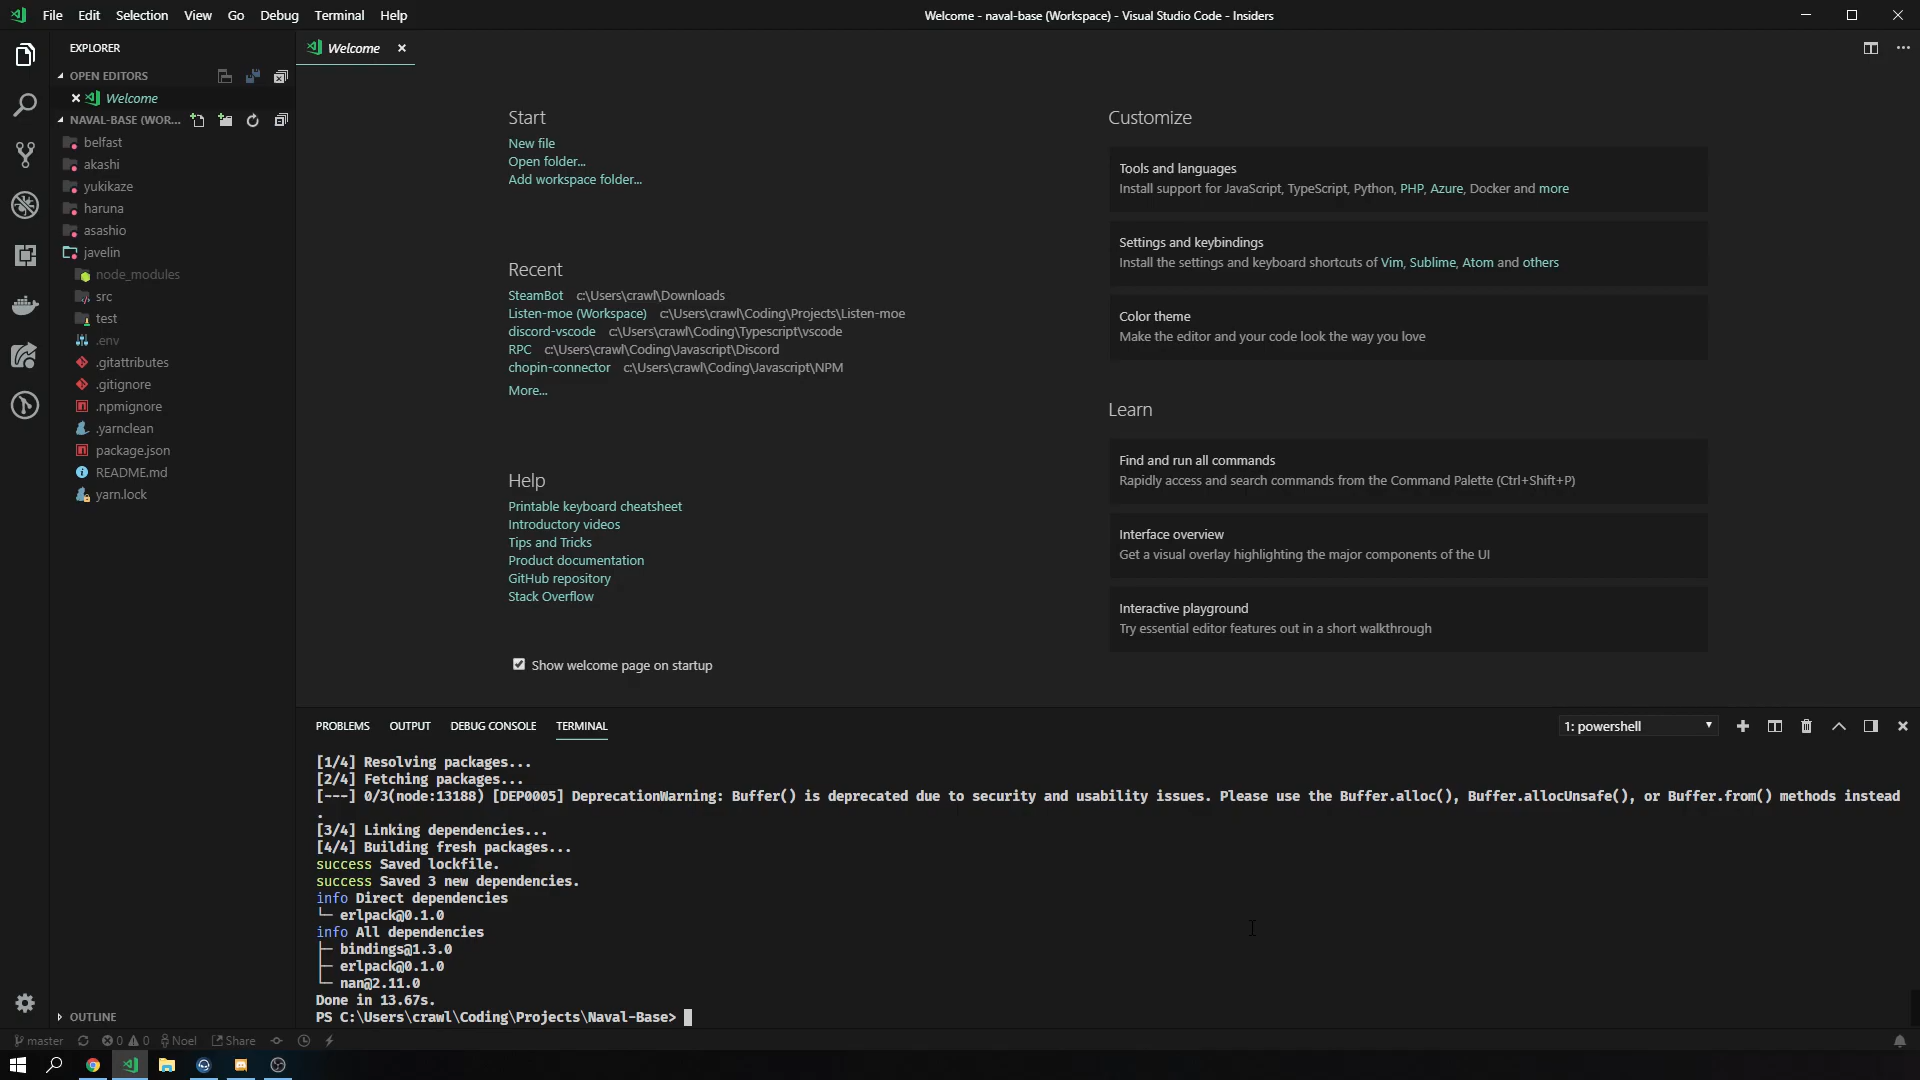 File Edit Selection View Go Debug Terminal Help
Welcome - naval-base (Workspace) - Visual Studio Code - Insiders
EXPLORER
OPEN EDITORS
Welcome
NAVAL-BASE (WOR...
belfast
akashi
yukikaze
haruna
asashio
javelin
node_modules
src
test
.env
.gitattributes
.gitignore
.npmignore
.yarnclean
package.json
README.md
yarn.lock
OUTLINE
Welcome
Start
New file
Open folder...
Add workspace folder...
Recent
SteamBot c:\Users\crawl\Downloads
Listen-moe (Workspace) c:\Users\crawl\Coding\Projects\Listen-moe
discord-vscode c:\Users\crawl\Coding\Typescript\vscode
RPC c:\Users\crawl\Coding\Javascript\Discord
chopin-connector c:\Users\crawl\Coding\Javascript\NPM
More...
Help
Printable keyboard cheatsheet
Introductory videos
Tips and Tricks
Product documentation
GitHub repository
Stack Overflow
Show welcome page on startup
Customize
Tools and languages
Install support for JavaScript, TypeScript, Python, PHP, Azure, Docker and more
Settings and keybindings
Install the settings and keyboard shortcuts of Vim, Sublime, Atom and others
Color theme
Make the editor and your code look the way you love
Learn
Find and run all commands
Rapidly access and search commands from the Command Palette (Ctrl+Shift+P)
Interface overview
Get a visual overlay highlighting the major components of the UI
Interactive playground
Try essential editor features out in a short walkthrough
PROBLEMS OUTPUT DEBUG CONSOLE TERMINAL
1: powershell
[1/4] Resolving packages...
[2/4] Fetching packages...
[---] 0/3(node:13188) [DEP0005] DeprecationWarning: Buffer() is deprecated due to security and usability issues. Please use the Buffer.alloc(), Buffer.allocUnsafe(), or Buffer.from() methods instead
.
[3/4] Linking dependencies...
[4/4] Building fresh packages...
success Saved lockfile.
success Saved 3 new dependencies.
info Direct dependencies
└─ erlpack@0.1.0
info All dependencies
├─ bindings@1.3.0
├─ erlpack@0.1.0
└─ nan@2.11.0
Done in 13.67s.
PS C:\Users\crawl\Coding\Projects\Naval-Base>
master 0 0 Noel Share